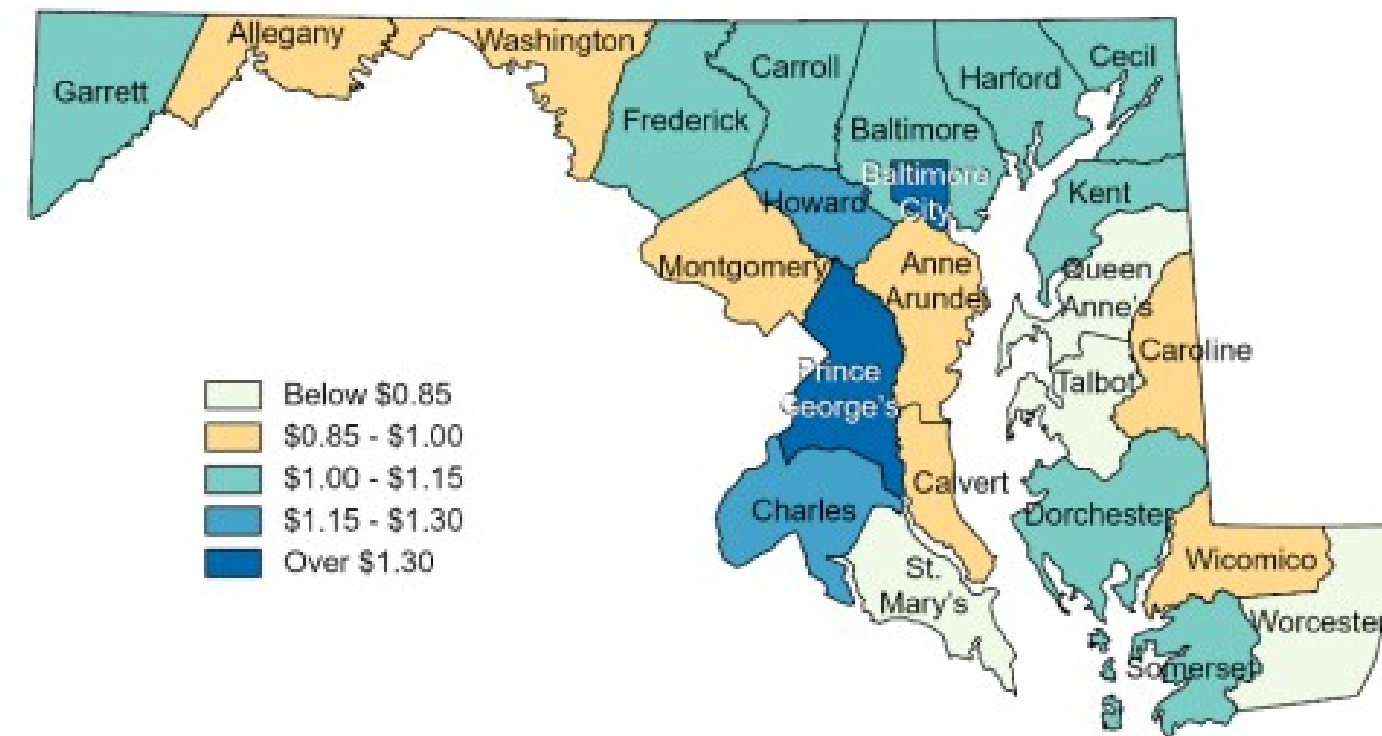 Allegany
Washington
Garrett
Frederick
Carroll
Baltimore
Harford
Cecil
Baltimore
City
Howard
Kent
Montgomery
Anne
Arundel
Queen
Anne's
Prince
George's
Caroline
Talbot
Calvert
Charles
Dorchester
St.
Mary's
Wicomico
Worcester
Somerset
Below $0.85
$0.85 - $1.00
$1.00 - $1.15
$1.15 - $1.30
Over $1.30